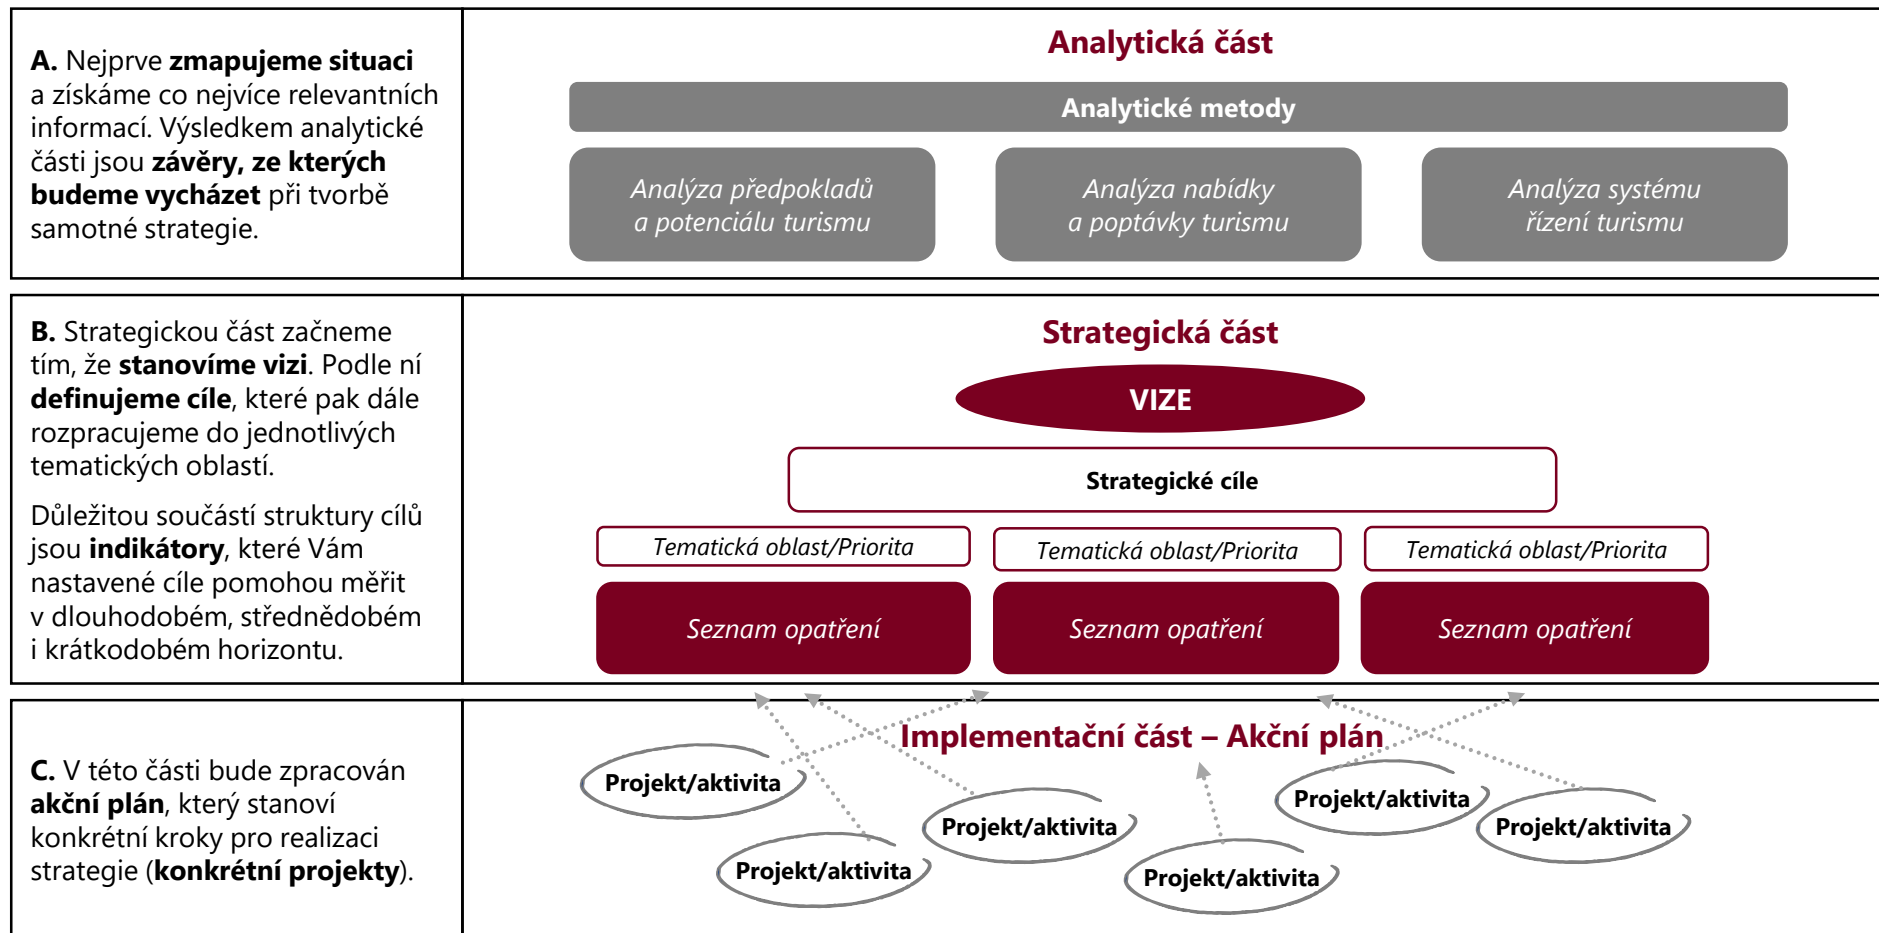 A. Nejprve zmapujeme situaci
a získáme co nejvíce relevantních
informací. Výsledkem analytické
části jsou závěry, ze kterých
budeme vycházet při tvorbě
samotné strategie.
Analytická část
Analytické metody
Analýza předpokladů
a potenciálu turismu
Analýza nabídky
a poptávky turismu
Analýza systému
řízení turismu
B. Strategickou část začneme
tím, že stanovíme vizi. Podle ní
definujeme cíle, které pak dále
rozpracujeme do jednotlivých
tematických oblastí.
Důležitou součástí struktury cílů
jsou indikátory, které Vám
nastavené cíle pomohou měřit
v dlouhodobém, střednědobém
i krátkodobém horizontu.
Strategická část
VIZE
Strategické cíle
Tematická oblast/Priorita
Tematická oblast/Priorita
Tematická oblast/Priorita
Seznam opatření
Seznam opatření
Seznam opatření
C. V této části bude zpracován
akční plán, který stanoví
konkrétní kroky pro realizaci
strategie (konkrétní projekty).
Implementační část – Akční plán
Projekt/aktivita
Projekt/aktivita
Projekt/aktivita
Projekt/aktivita
Projekt/aktivita
Projekt/aktivita